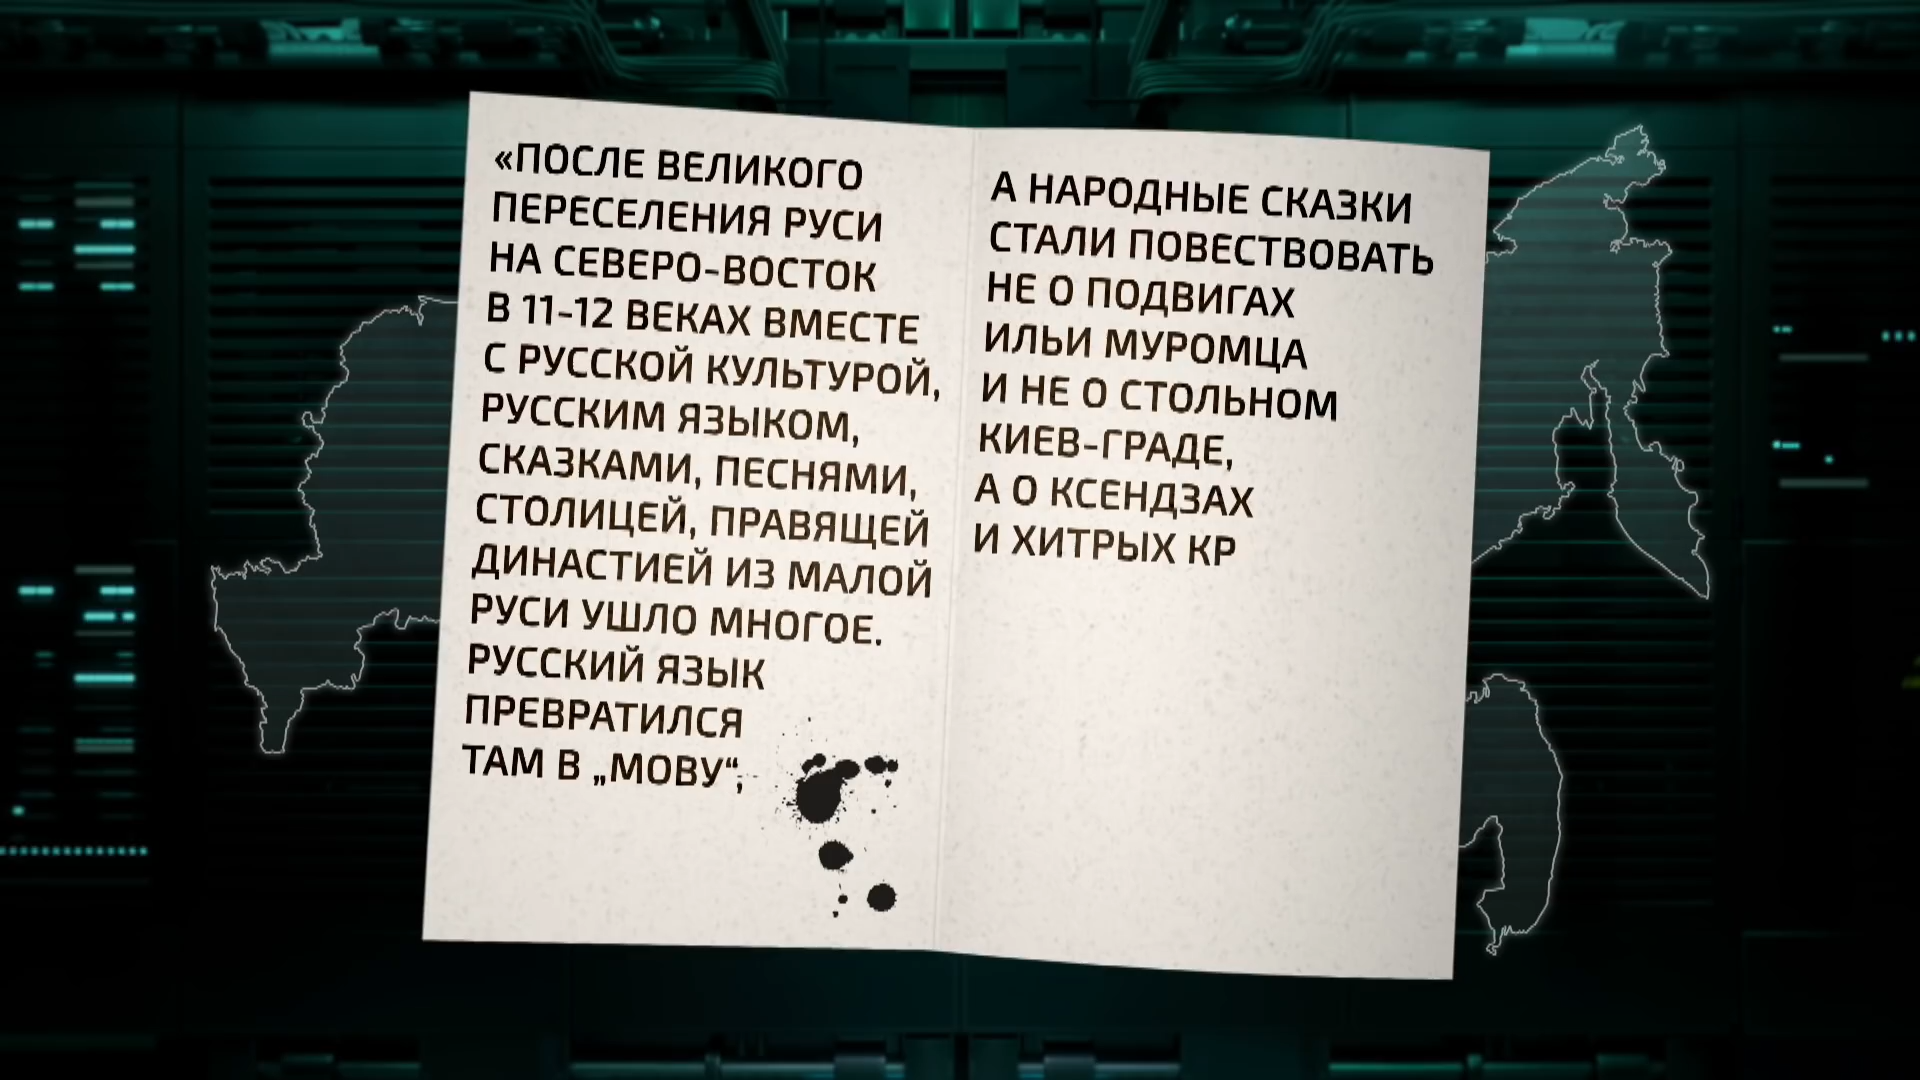 «ПОСЛЕ ВЕЛИКОГО
ПЕРЕСЕЛЕНИЯ РУСИ
НА СЕВЕРО-ВОСТОК
В 11-12 ВЕКАХ ВМЕСТЕ
С РУССКОЙ КУЛЬТУРОЙ,
РУССКИМ ЯЗЫКОМ,
СКАЗКАМИ, ПЕСНЯМИ,
СТОЛИЦЕЙ, ПРАВЯЩЕЙ
ДИНАСТИЕЙ ИЗ МАЛОЙ
РУСИ УШЛО МНОГОЕ.
РУССКИЙ ЯЗЫК
ПРЕВРАТИЛСЯ
ТАМ В „МОВУ“,
А НАРОДНЫЕ СКАЗКИ
СТАЛИ ПОВЕСТВОВАТЬ
НЕ О ПОДВИГАХ
ИЛЬИ МУРОМЦА
И НЕ О СТОЛЬНОМ
КИЕВ-ГРАДЕ,
А О КСЕНДЗАХ
И ХИТРЫХ КР